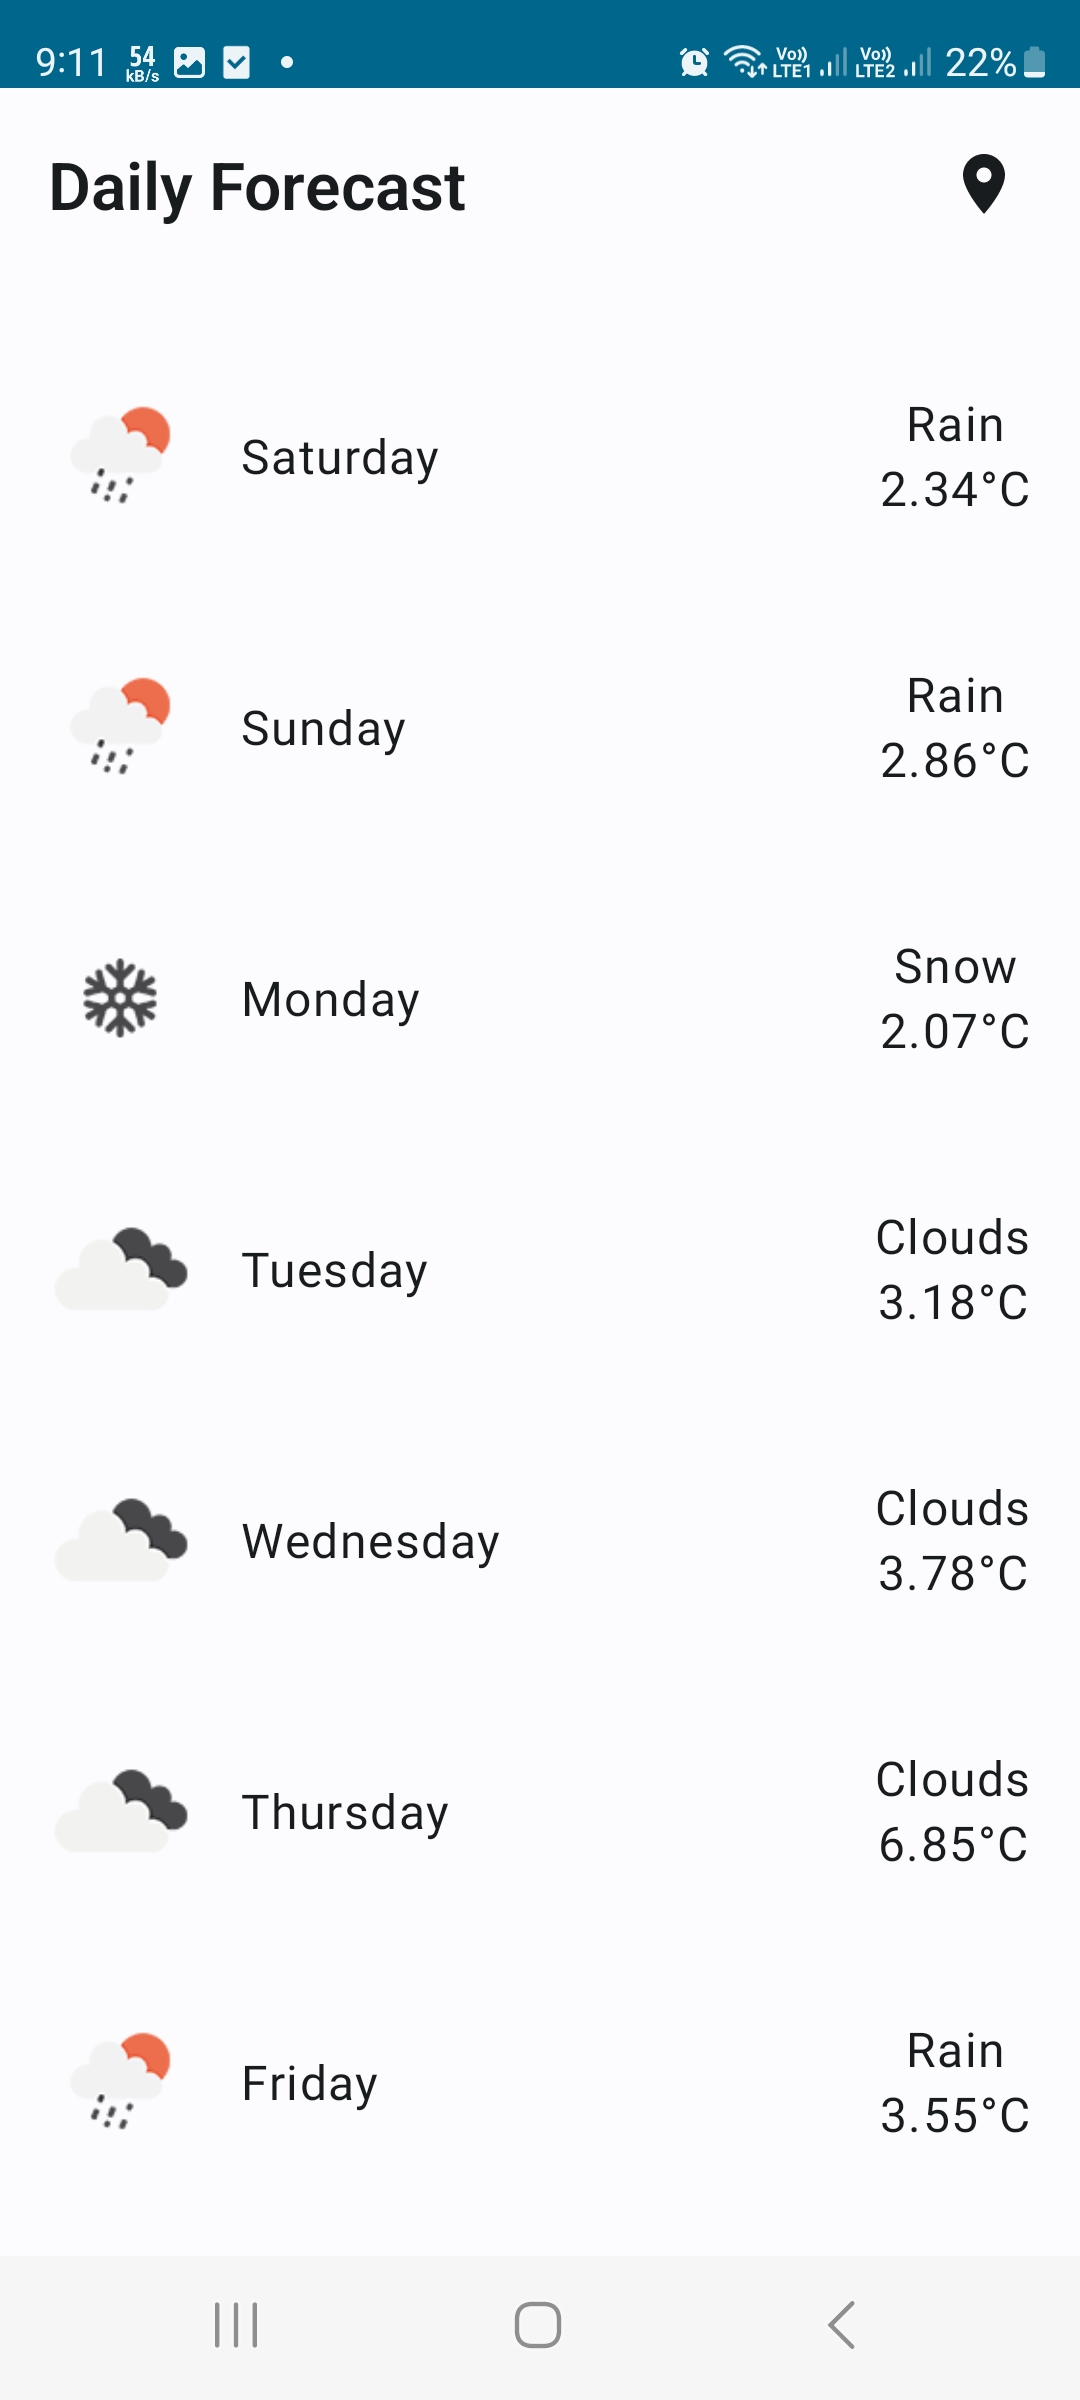 9:11 54 kB/s Vo)) LTE1 Vo)) LTE2 22%
Daily Forecast
Saturday
Rain
2.34°C
Sunday
Rain
2.86°C
Monday
Snow
2.07°C
Tuesday
Clouds
3.18°C
Wednesday
Clouds
3.78°C
Thursday
Clouds
6.85°C
Friday
Rain
3.55°C